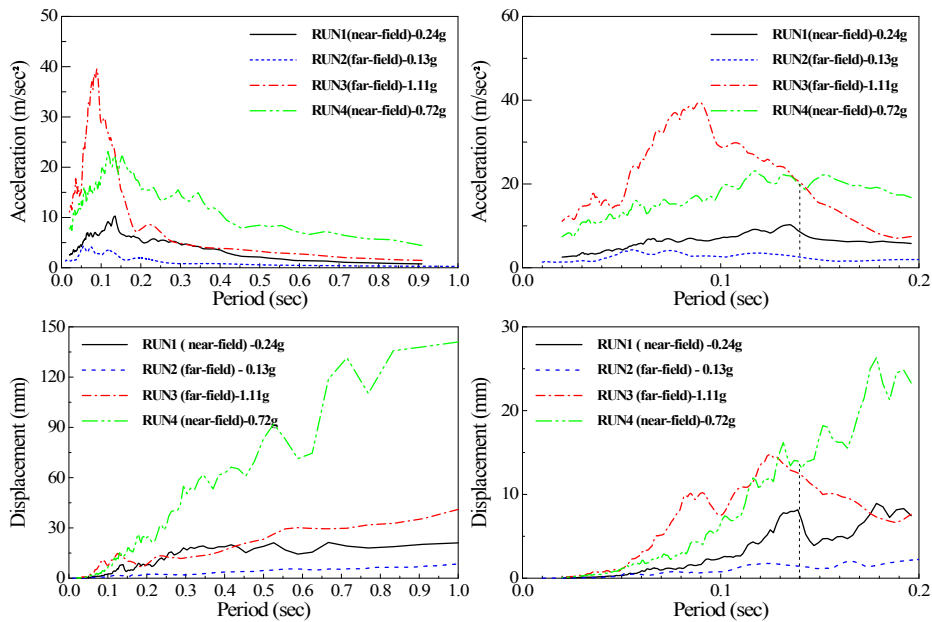 50
40
30
20
10
0
Acceleration (m/sec²)
0.0 0.1 0.2 0.3 0.4 0.5 0.6 0.7 0.8 0.9 1.0
Period (sec)
RUN1(near-field)-0.24g
RUN2(far-field)-0.13g
RUN3(far-field)-1.11g
RUN4(near-field)-0.72g
60
40
20
0
Acceleration (m/sec²)
0.1 0.2
Period (sec)
RUN1(near-field)-0.24g
RUN2(far-field)-0.13g
RUN3(far-field)-1.11g
RUN4(near-field)-0.72g
150
120
90
60
30
0
Displacement (mm)
0.0 0.1 0.2 0.3 0.4 0.5 0.6 0.7 0.8 0.9 1.0
Period (sec)
RUN1 ( near-field) -0.24g
RUN2 (far-field) - 0.13g
RUN3 (far-field)-1.11g
RUN4 (near-field)-0.72g
30
20
10
0
Displacement (mm)
0.1 0.2
Period (sec)
RUN1 ( near-field) -0.24g
RUN2 (far-field) - 0.13g
RUN3 (far-field)-1.11g
RUN4 (near-field)-0.72g